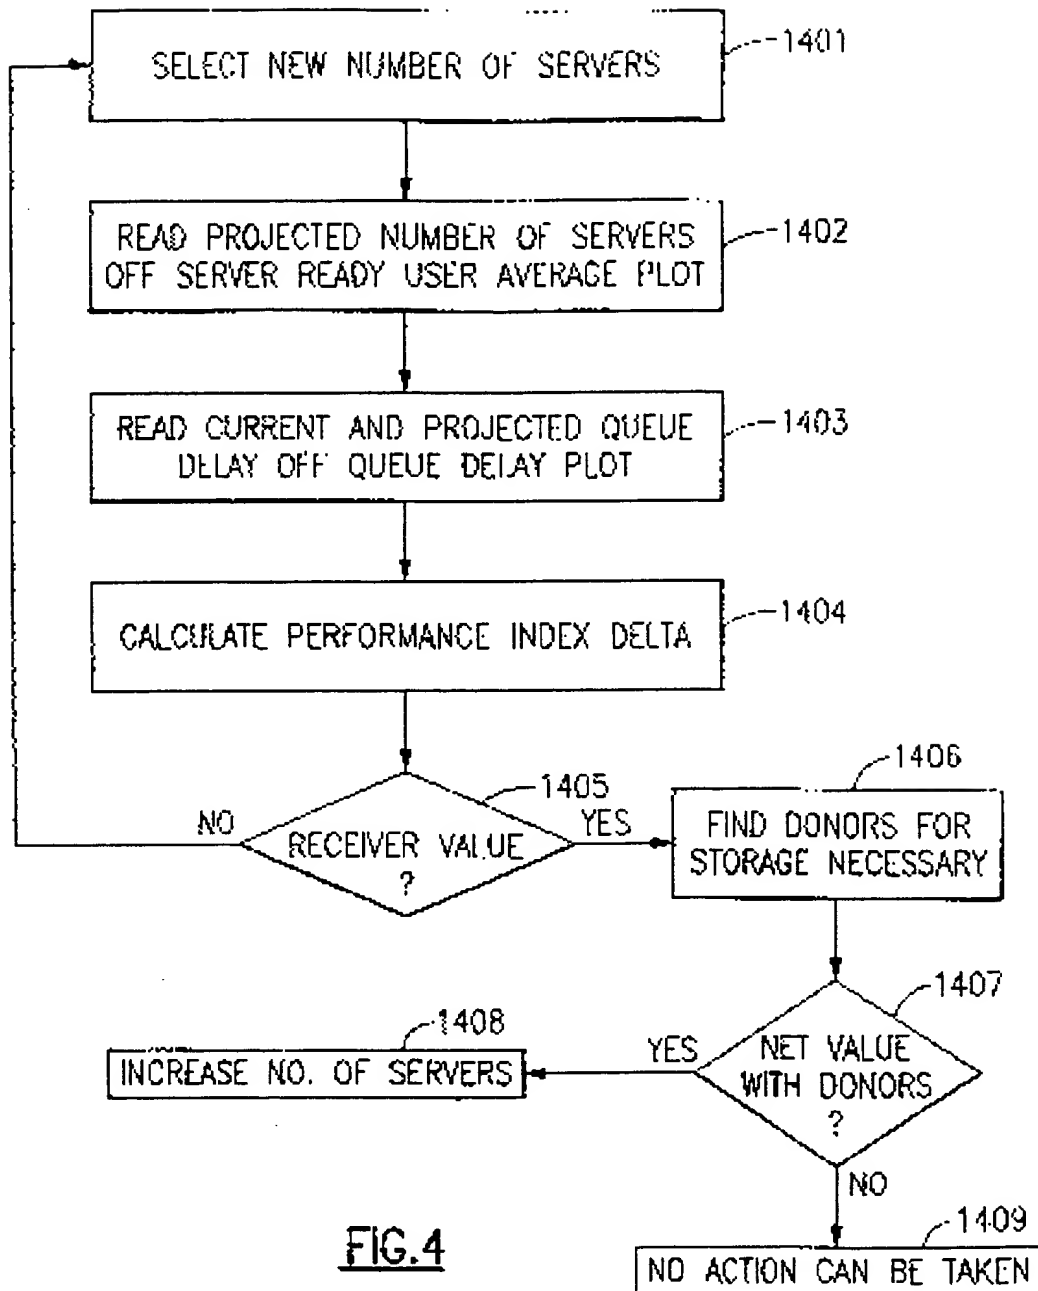 SELECT NEW NUMBER OF SERVERS
1401
READ PROJECTED NUMBER OF SERVERS
OFF SERVER READY USER AVERAGE PLOT
1402
READ CURRENT AND PROJECTED QUEUE
DELAY OFF QUEUE DELAY PLOT
1403
CALCULATE PERFORMANCE INDEX DELTA
1404
1405
NO
RECEIVER VALUE
?
YES
1406
FIND DONORS FOR
STORAGE NECESSARY
1407
NET VALUE
WITH DONORS
?
YES
1408
INCREASE NO. OF SERVERS
NO
1409
NO ACTION CAN BE TAKEN
FIG.4